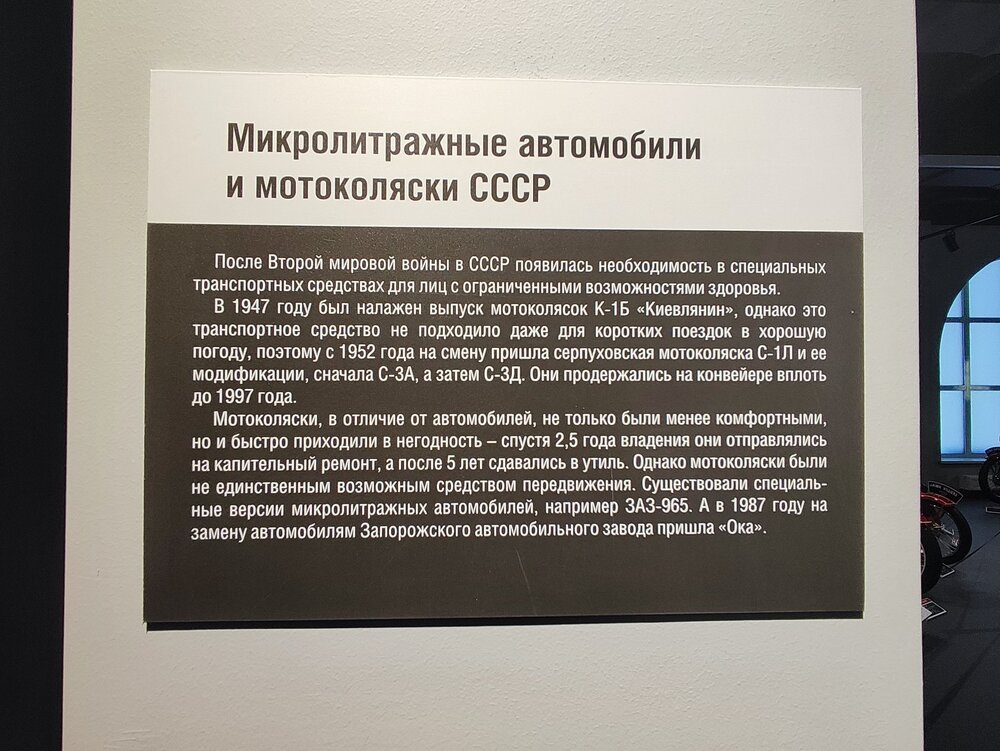 Микролитражные автомобили
и мотоколяски СССР
После Второй мировой войны в СССР появилась необходимость в специальных
транспортных средствах для лиц с ограниченными возможностями здоровья.
В 1947 году был налажен выпуск мотоколясок К-1Б «Киевлянин», однако это
транспортное средство не подходило даже для коротких поездок в хорошую
погоду, поэтому с 1952 года на смену пришла серпуховская мотоколяска С-1Л и ее
модификации, сначала С-3А, а затем С-3Д. Они продержались на конвейере вплоть
до 1997 года.
Мотоколяски, в отличие от автомобилей, не только были менее комфортными,
но и быстро приходили в негодность – спустя 2,5 года владения они отправлялись
на капительный ремонт, а после 5 лет сдавались в утиль. Однако мотоколяски были
не единственным возможным средством передвижения. Существовали специаль-
ные версии микролитражных автомобилей, например ЗАЗ-965. А в 1987 году на
замену автомобилям Запорожского автомобильного завода пришла «Ока».